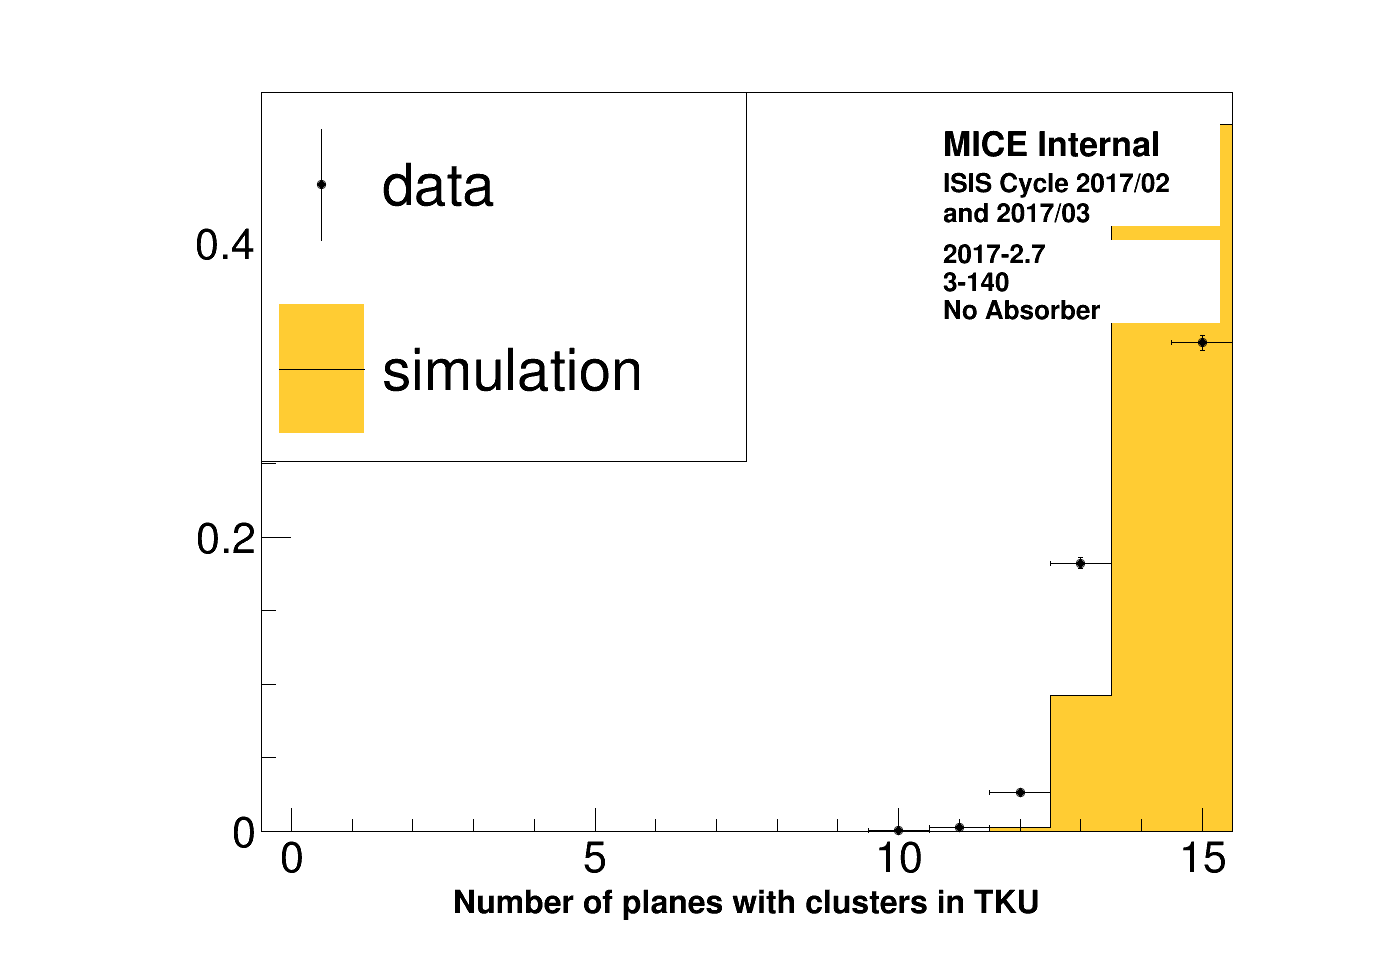 MICE Internal
ISIS Cycle 2017/02
and 2017/03
2017-2.7
3-140
No Absorber
data
simulation
0.4
0.2
0
0 5 10 15
Number of planes with clusters in TKU